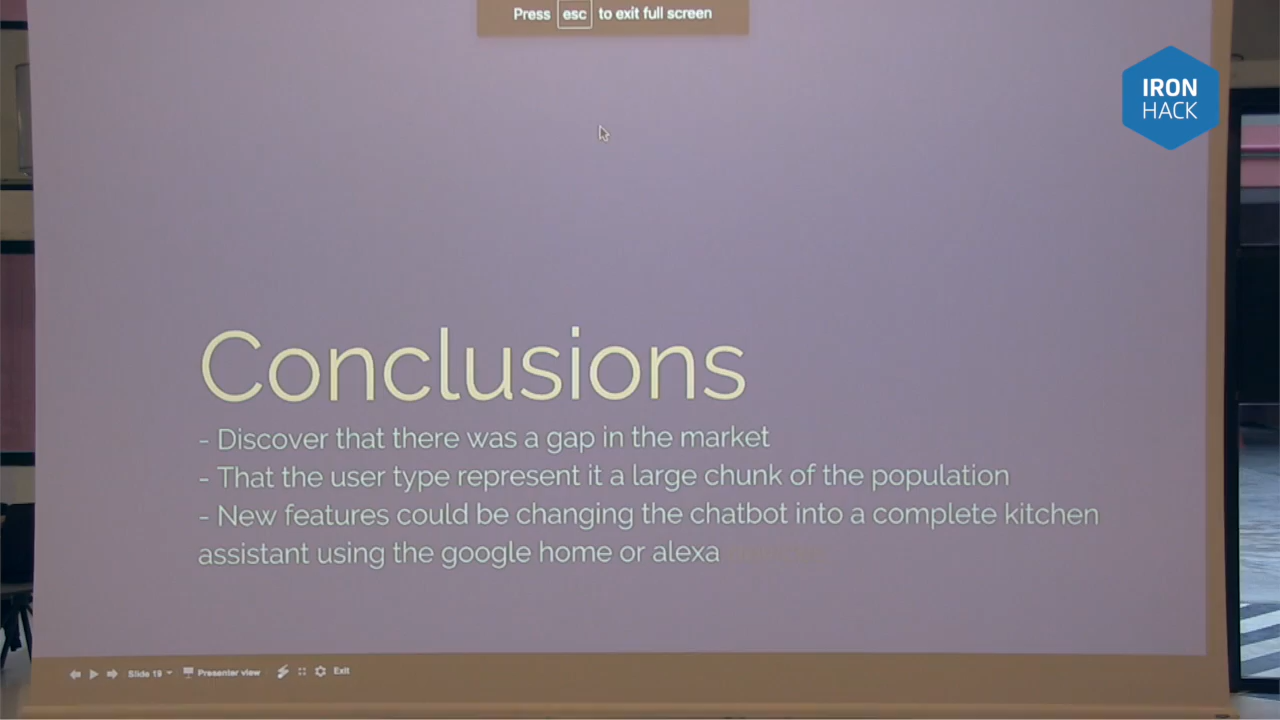 Press esc to exit full screen
IRON
HACK
Conclusions
- Discover that there was a gap in the market
- That the user type represent it a large chunk of the population
- New features could be changing the chatbot into a complete kitchen
assistant using the google home or alexa
Slide 19 Presenter view Exit